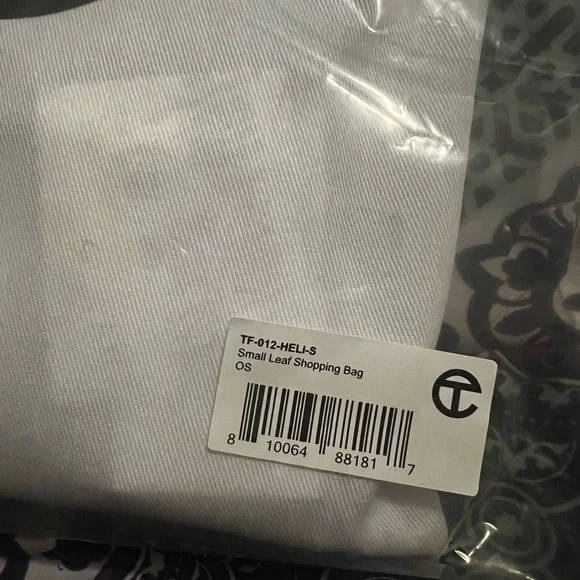 TF-012-HELI-S
Small Leaf Shopping Bag
OS
8 10064 88181 7